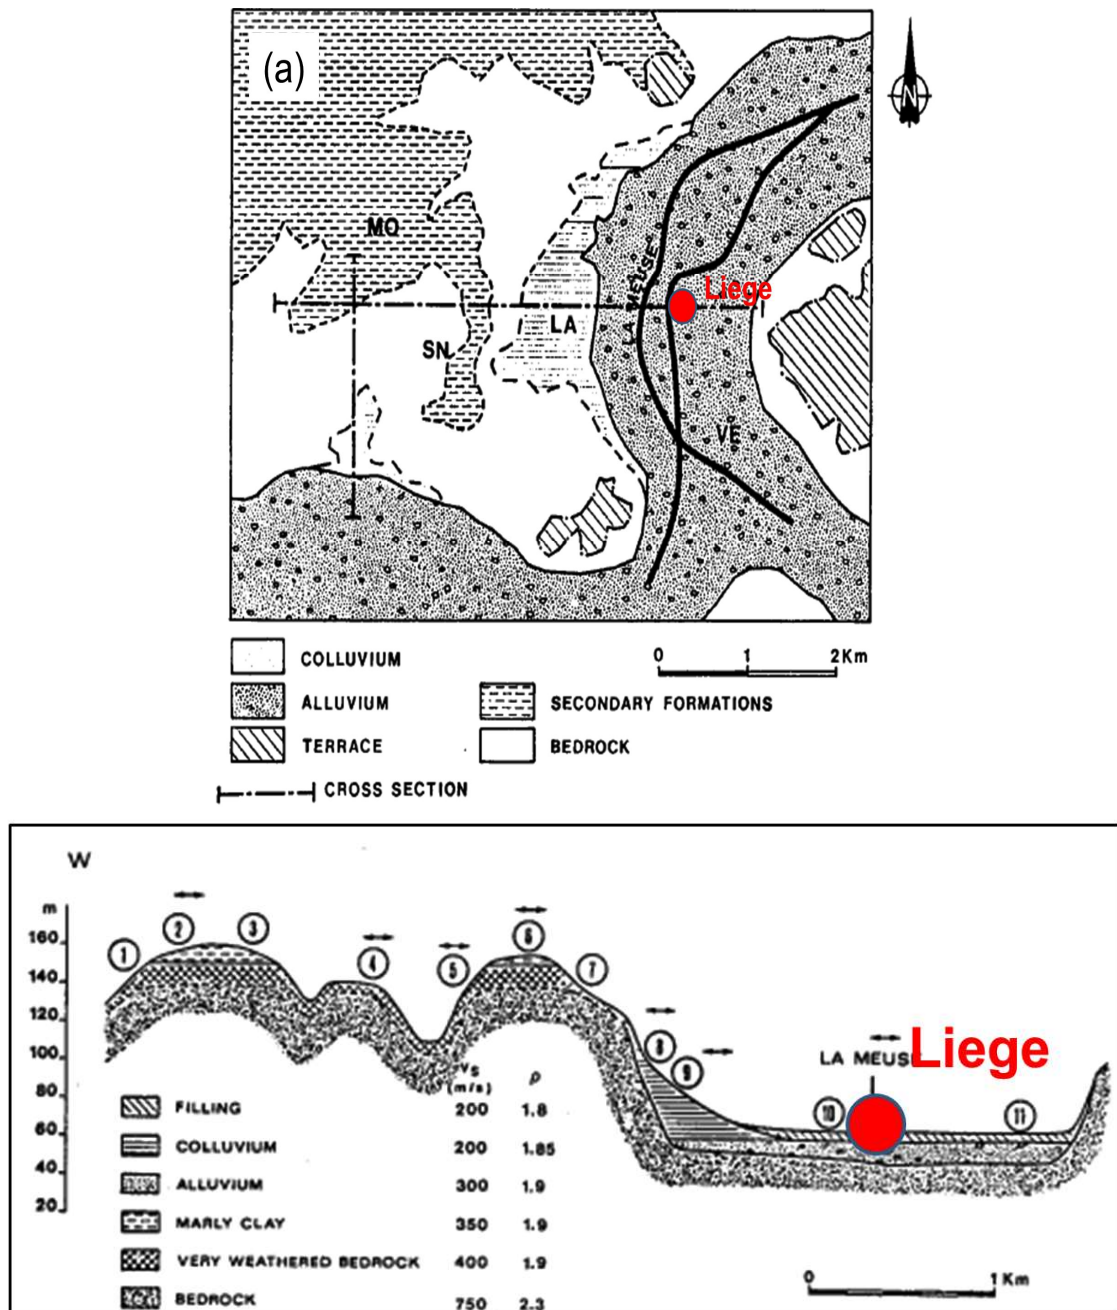 (a)
N
MO
LA MEUSE
Liege
LA
SN
VE
COLLUVIUM
0 1 2 Km
ALLUVIUM
SECONDARY FORMATIONS
TERRACE
BEDROCK
CROSS SECTION
W
m
160
140
120
100
80
60
40
20
1 2 3 4 5 6 7 8 9 10 11
LA MEUSE
Liege
Vs (m/s) ρ
FILLING 200 1.8
COLLUVIUM 200 1.85
ALLUVIUM 300 1.9
MARLY CLAY 350 1.9
VERY WEATHERED BEDROCK 400 1.9
BEDROCK 750 2.3
0 1 Km